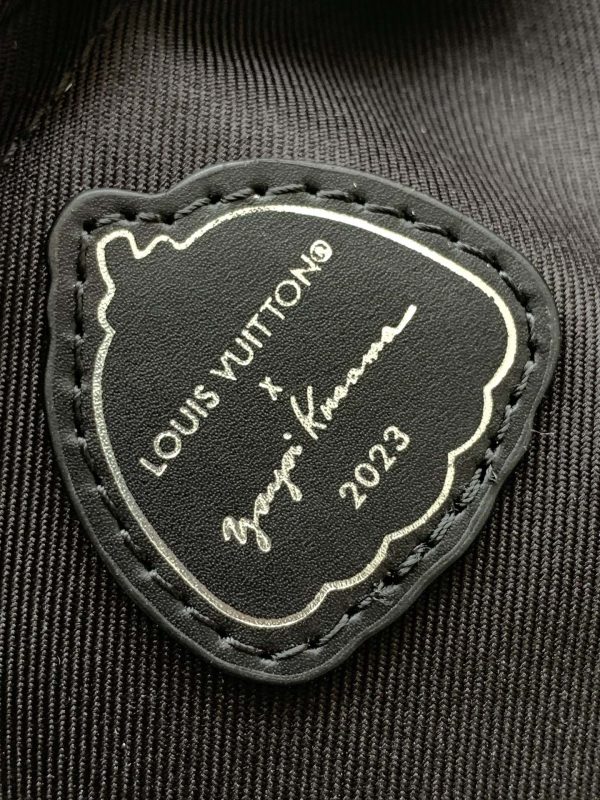 LOUIS VUITTON®
x
Yayoi Kusama
2023